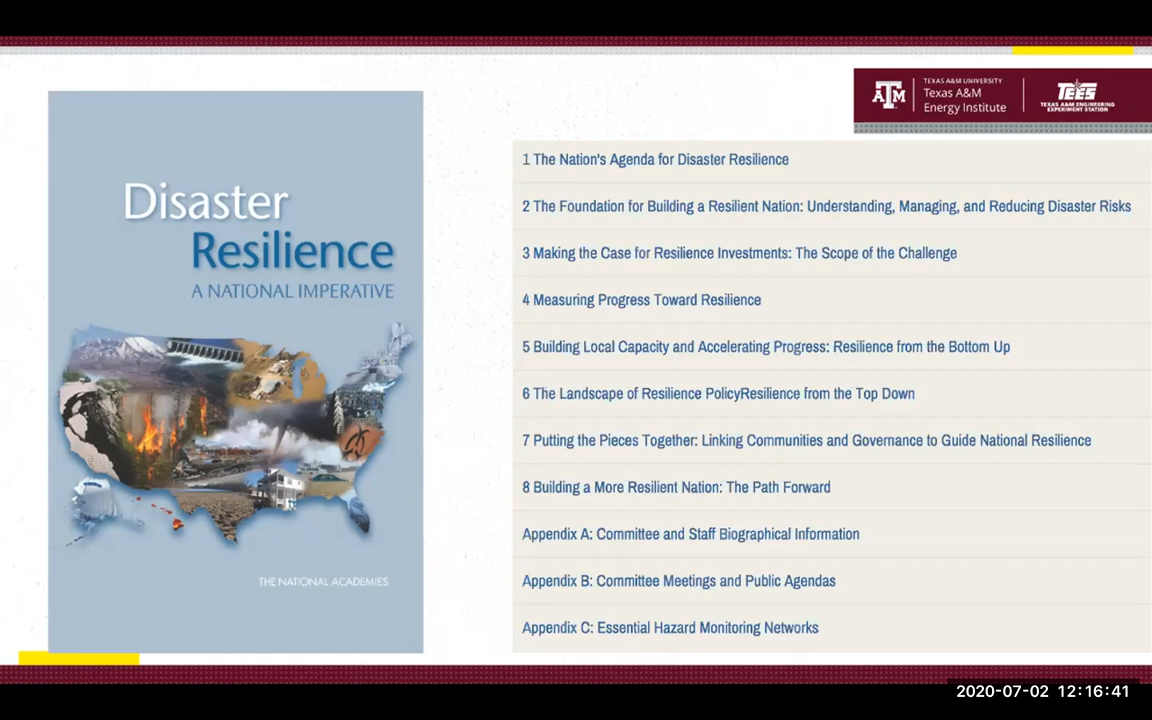 TEXAS A&M UNIVERSITY
Texas A&M
Energy Institute
ATM
TEES
TEXAS A&M ENGINEERING
EXPERIMENT STATION
Disaster
Resilience
A NATIONAL IMPERATIVE
THE NATIONAL ACADEMIES
1 The Nation's Agenda for Disaster Resilience
2 The Foundation for Building a Resilient Nation: Understanding, Managing, and Reducing Disaster Risks
3 Making the Case for Resilience Investments: The Scope of the Challenge
4 Measuring Progress Toward Resilience
5 Building Local Capacity and Accelerating Progress: Resilience from the Bottom Up
6 The Landscape of Resilience PolicyResilience from the Top Down
7 Putting the Pieces Together: Linking Communities and Governance to Guide National Resilience
8 Building a More Resilient Nation: The Path Forward
Appendix A: Committee and Staff Biographical Information
Appendix B: Committee Meetings and Public Agendas
Appendix C: Essential Hazard Monitoring Networks
2020-07-02 12:16:41